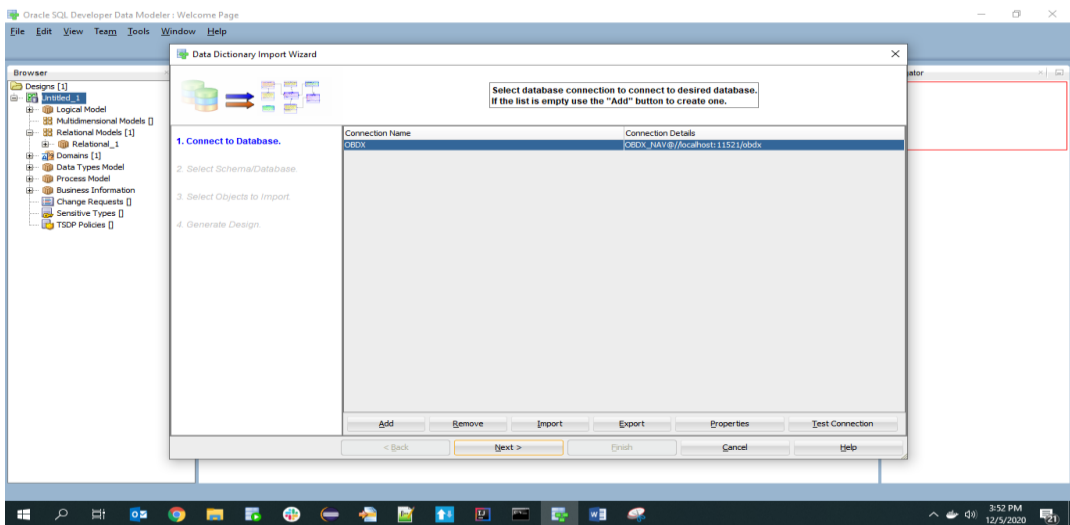 Oracle SQL Developer Data Modeler : Welcome Page
File Edit View Team Tools Window Help
Data Dictionary Import Wizard
Browser
Designs [1]
Untitled_1
Logical Model
Multidimensional Models []
Relational Models [1]
Relational_1
Domains [1]
Data Types Model
Process Model
Business Information
Change Requests []
Sensitive Types []
TSDP Policies []
Select database connection to connect to desired database.
If the list is empty use the "Add" button to create one.
1. Connect to Database.
2. Select Schema/Database.
3. Select Objects to Import
4. Generate Design.
Connection Name Connection Details
OBDX OBDX_NAV@//localhost:11521/obdx
Add Remove Import Export Properties Test Connection
< Back Next > Finish Cancel Help
ator
3:52 PM
12/5/2020